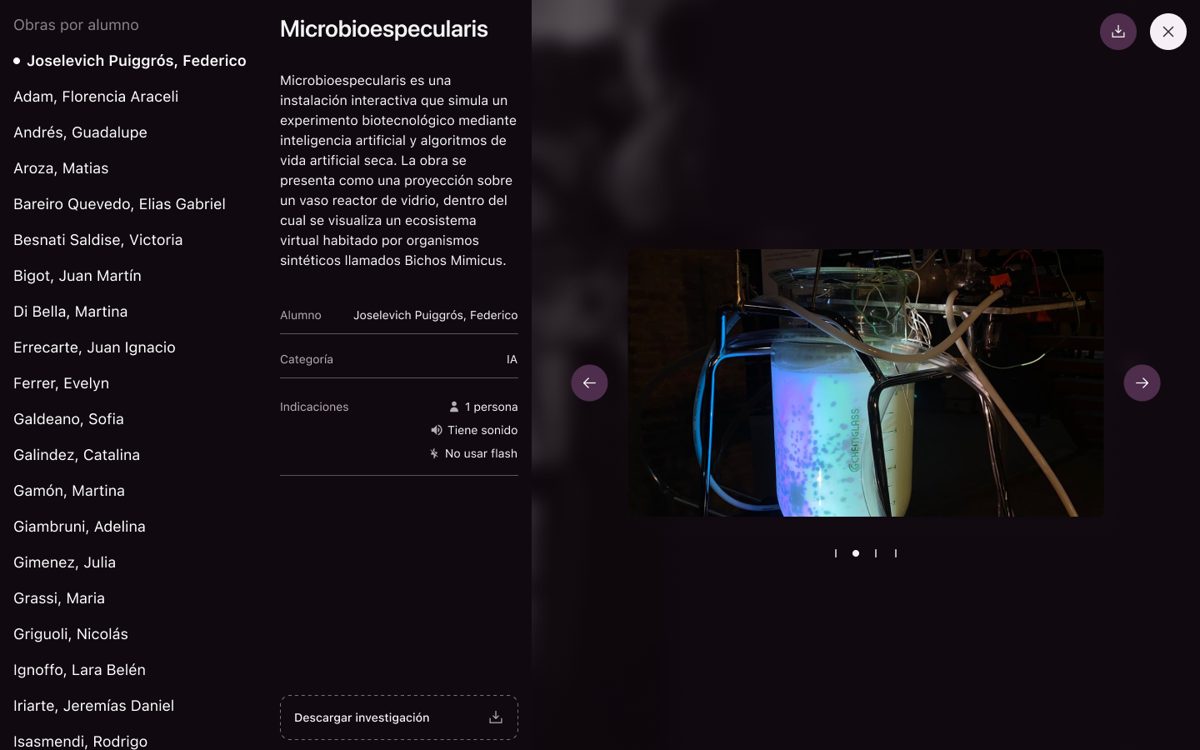 Obras por alumno
Joselevich Puiggrós, Federico
Adam, Florencia Araceli
Andrés, Guadalupe
Aroza, Matias
Bareiro Quevedo, Elias Gabriel
Besnati Saldise, Victoria
Bigot, Juan Martín
Di Bella, Martina
Errecarte, Juan Ignacio
Ferrer, Evelyn
Galdeano, Sofia
Galindez, Catalina
Gamón, Martina
Giambruni, Adelina
Gimenez, Julia
Grassi, Maria
Griguoli, Nicolás
Ignoffo, Lara Belén
Iriarte, Jeremías Daniel
Isasmendi, Rodrigo
Microbioespecularis
Microbioespecularis es una
instalación interactiva que simula un
experimento biotecnológico mediante
inteligencia artificial y algoritmos de
vida artificial seca. La obra se
presenta como una proyección sobre
un vaso reactor de vidrio, dentro del
cual se visualiza un ecosistema
virtual habitado por organismos
sintéticos llamados Bichos Mimicus.
Alumno Joselevich Puiggrós, Federico
Categoría IA
Indicaciones 1 persona
Tiene sonido
No usar flash
Descargar investigación
CHEMGLASS